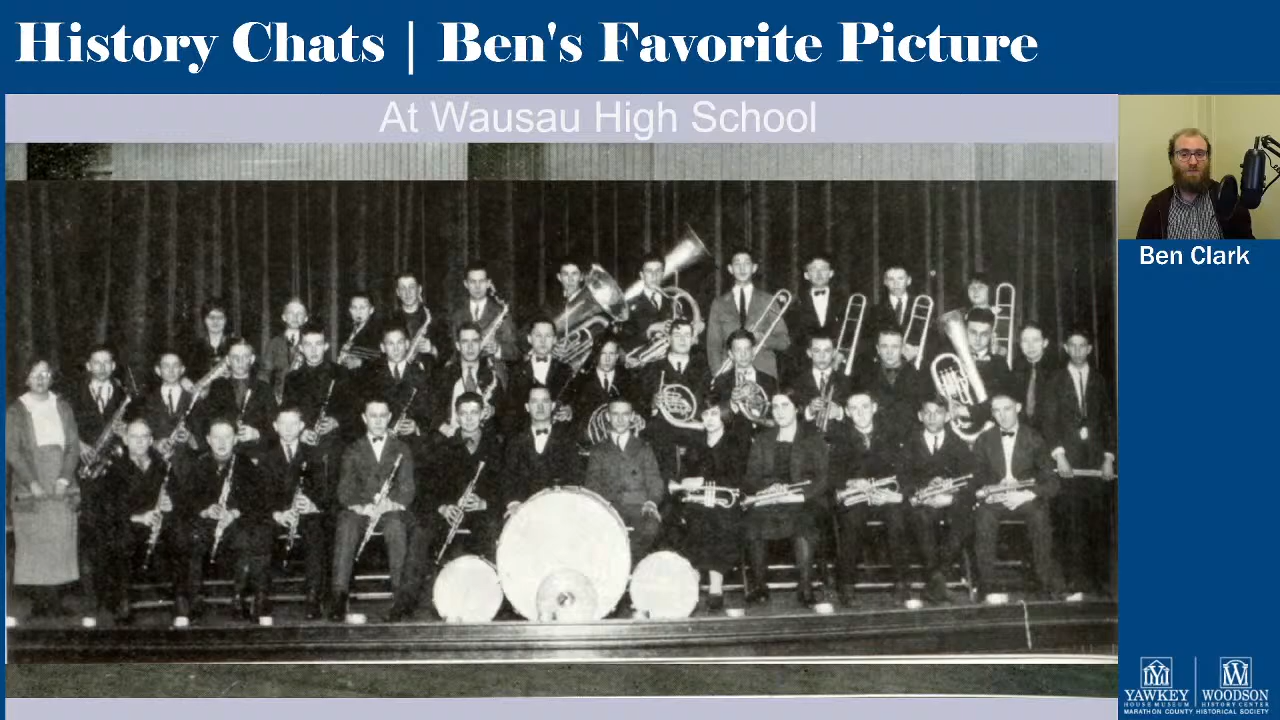 History Chats | Ben's Favorite Picture
At Wausau High School
Ben Clark
YAWKEY
HOUSE MUSEUM
WOODSON
HISTORY CENTER
MARATHON COUNTY HISTORICAL SOCIETY